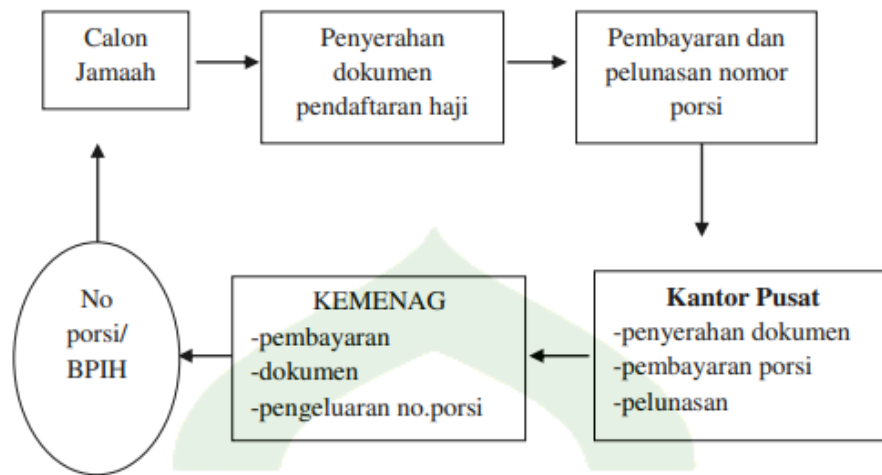 Calon
Jamaah
Penyerahan
dokumen
pendaftaran haji
Pembayaran dan
pelunasan nomor
porsi
Kantor Pusat
-penyerahan dokumen
-pembayaran porsi
-pelunasan
KEMENAG
-pembayaran
-dokumen
-pengeluaran no.porsi
No
porsi/
BPIH